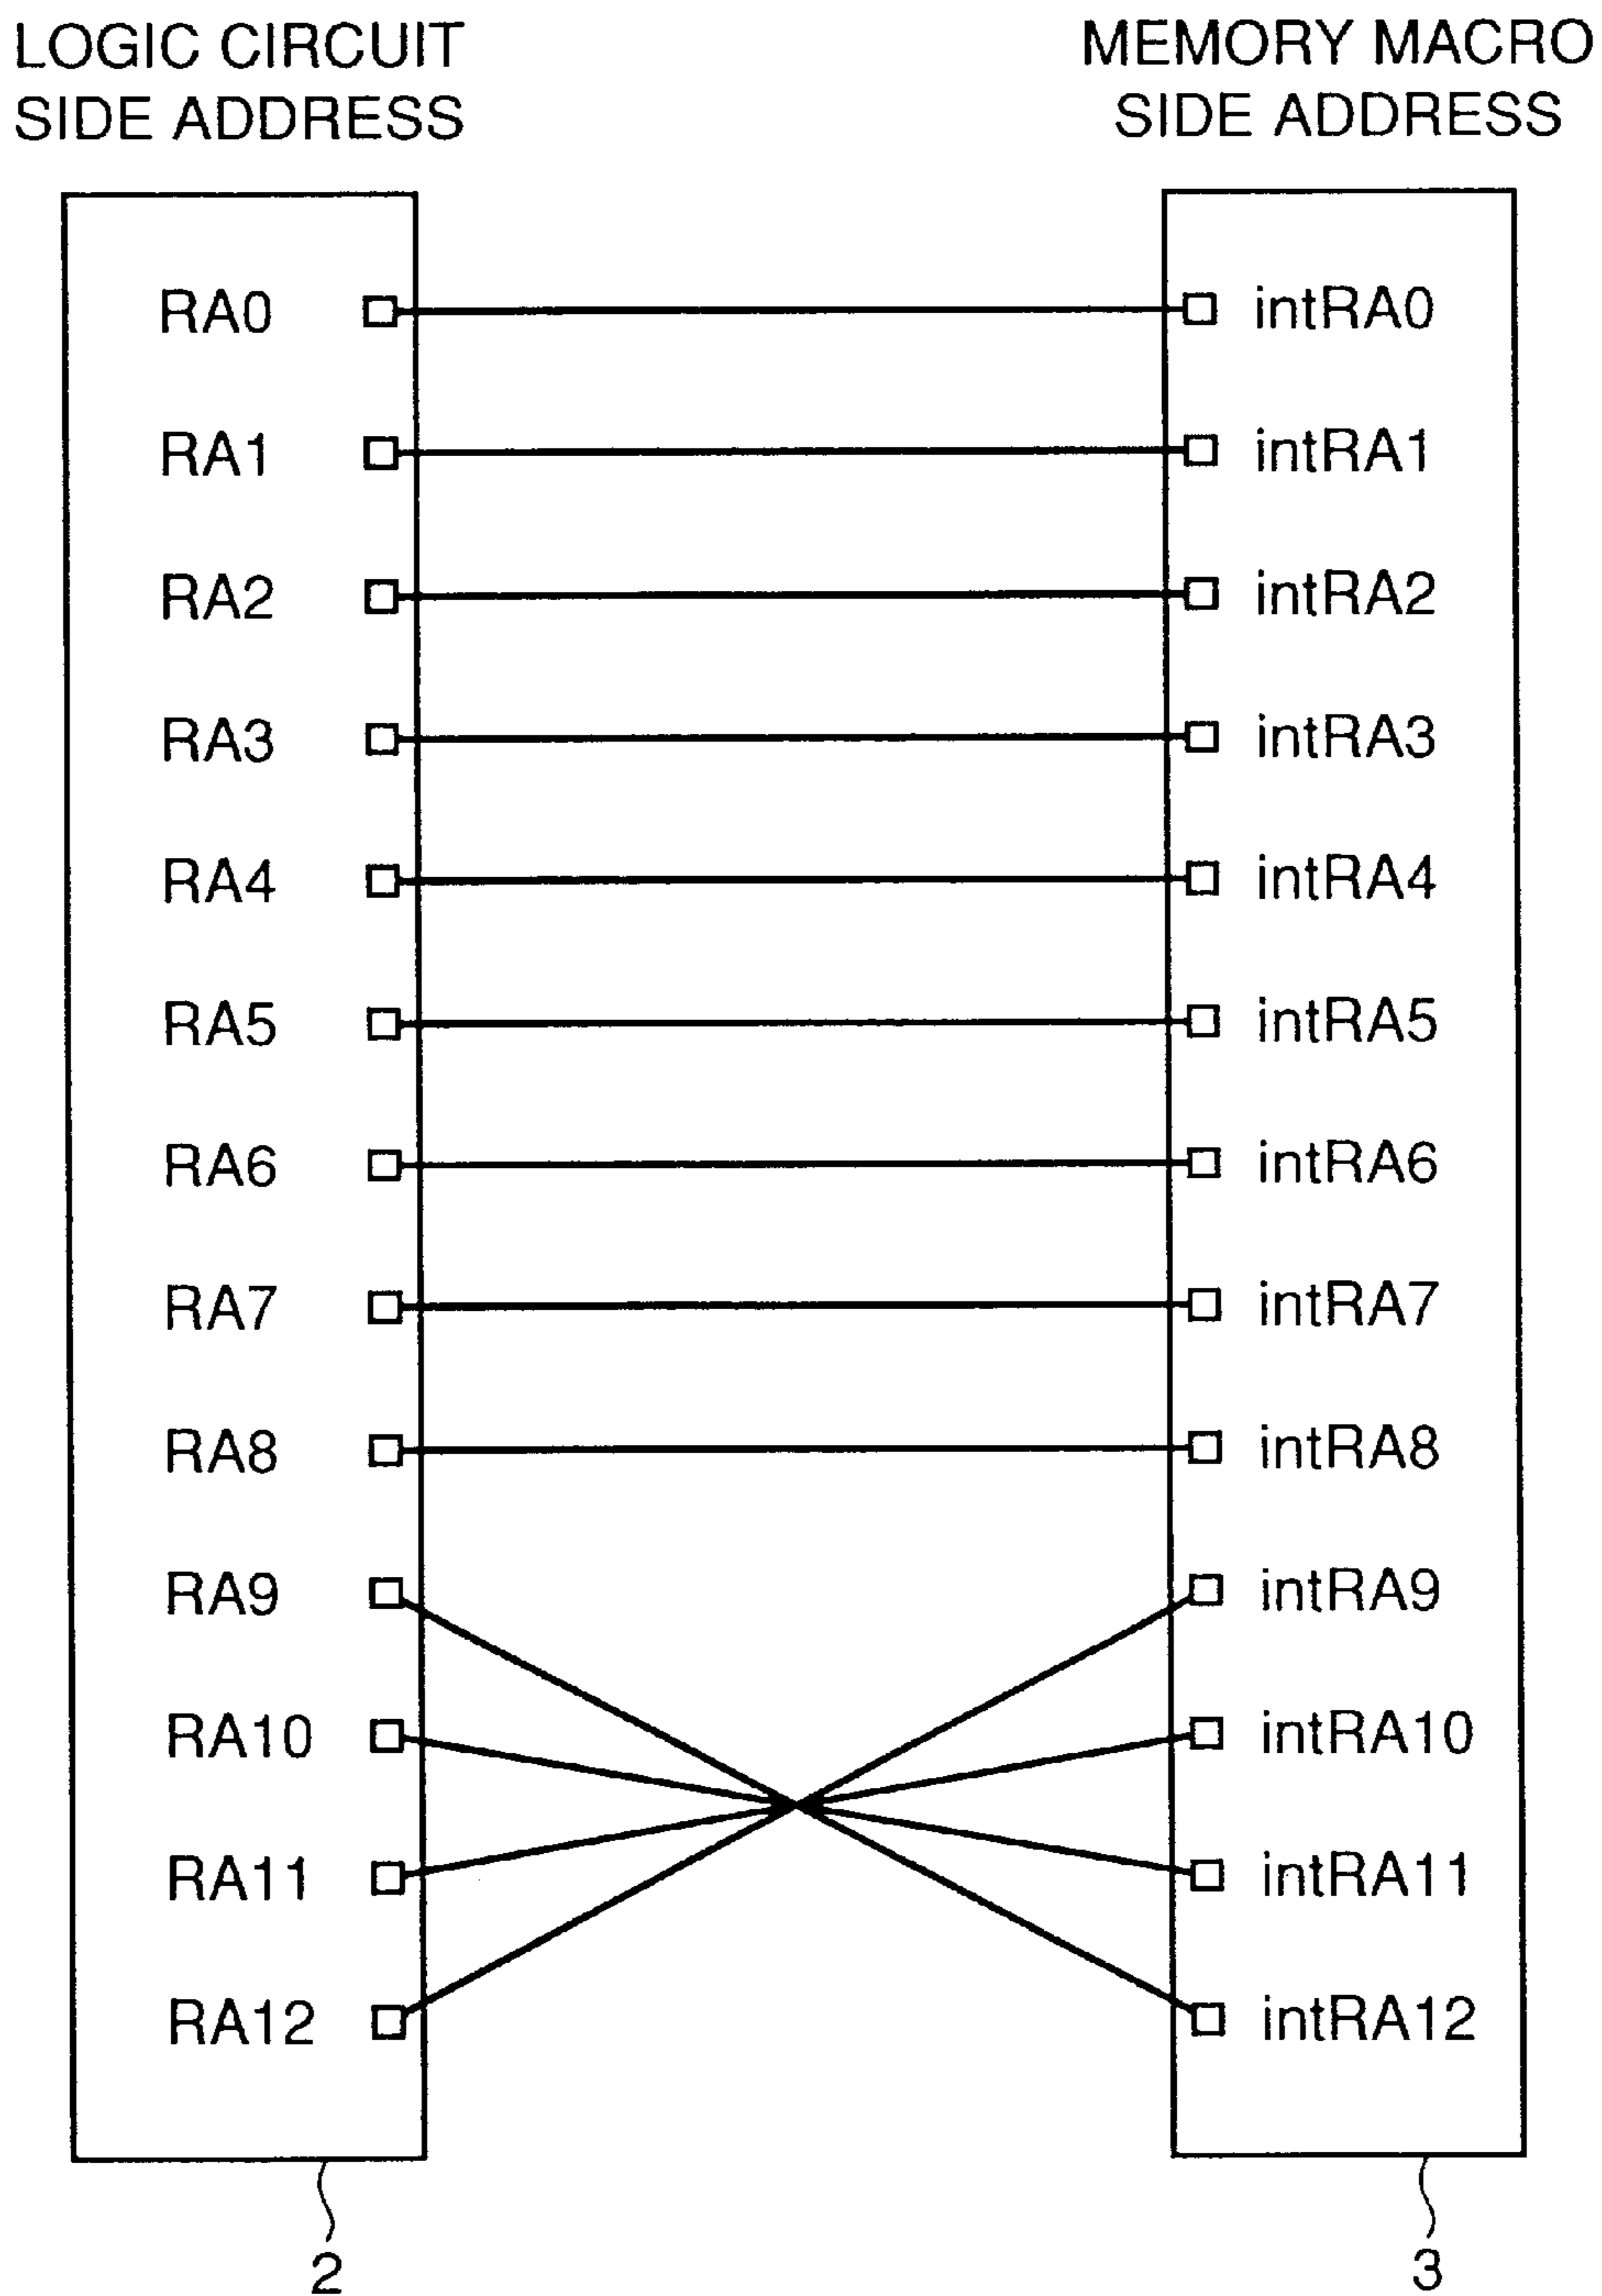 LOGIC CIRCUIT
SIDE ADDRESS
MEMORY MACRO
SIDE ADDRESS
RA0 intRA0
RA1 intRA1
RA2 intRA2
RA3 intRA3
RA4 intRA4
RA5 intRA5
RA6 intRA6
RA7 intRA7
RA8 intRA8
RA9 intRA9
RA10 intRA10
RA11 intRA11
RA12 intRA12
2 3